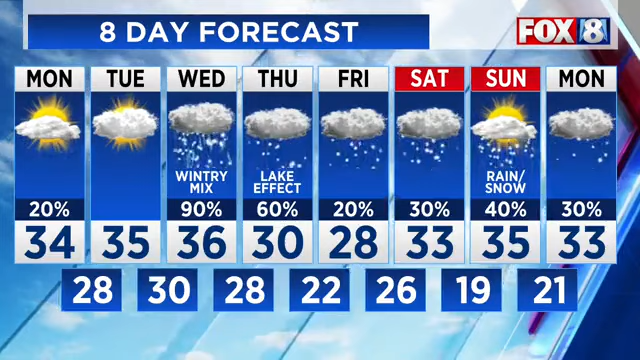 8 DAY FORECAST
FOX 8
MON TUE WED THU FRI SAT SUN MON
WINTRY MIX
LAKE EFFECT
RAIN/ SNOW
20% 90% 60% 20% 30% 40% 30%
34 35 36 30 28 33 35 33
28 30 28 22 26 19 21